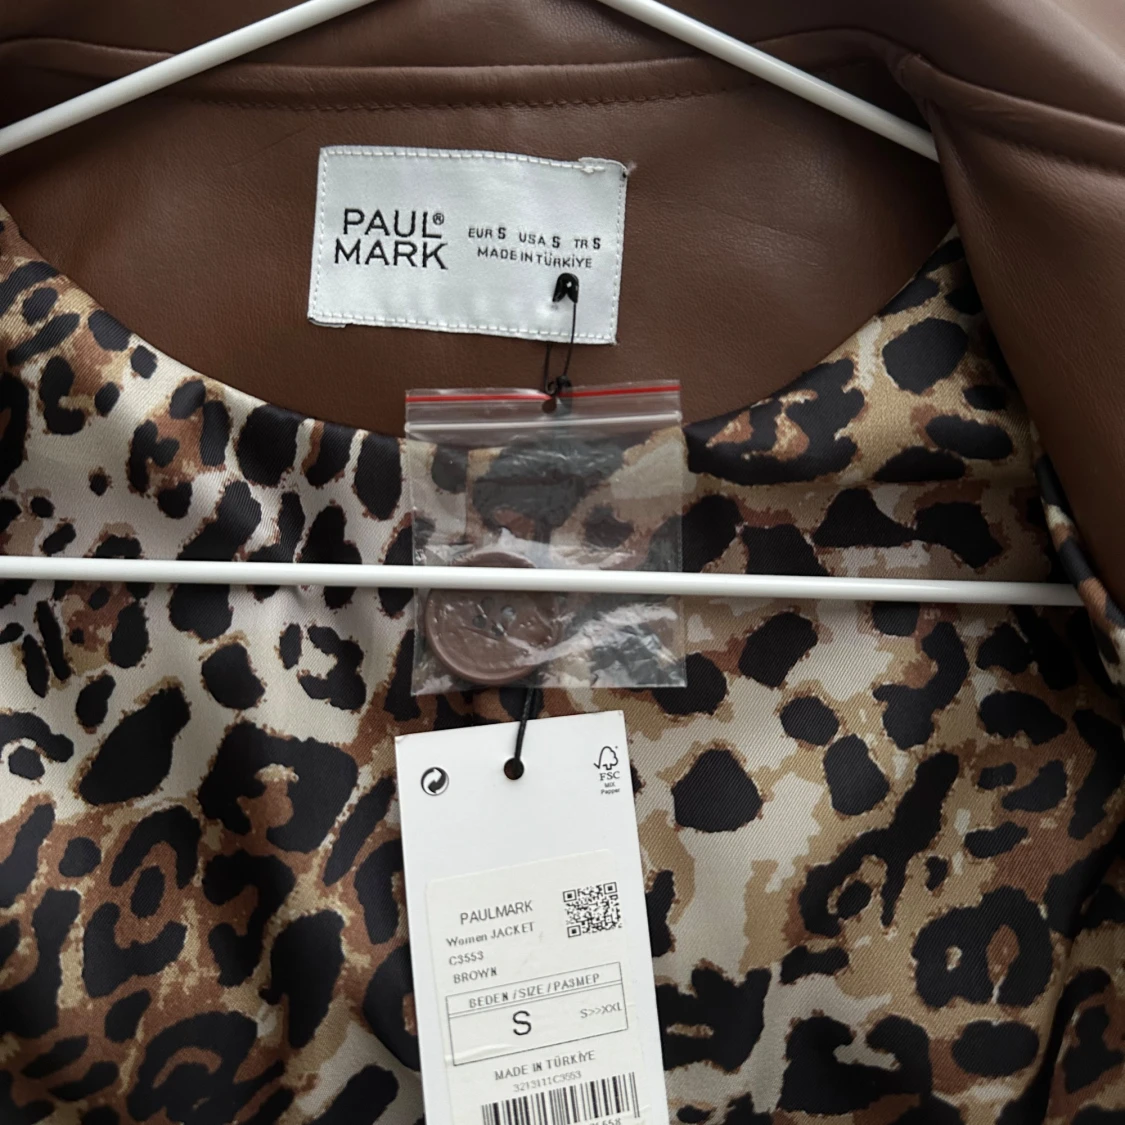 PAUL®
MARK
EUR S USA S TR S
MADE IN TÜRKİYE
FSC
MIX
Papper
PAULMARK
Women JACKET
C3553
BROWN
BEDEN / SIZE / РАЗМЕР
S
S>>XXL
MADE IN TÜRKİYE
3213111C3553